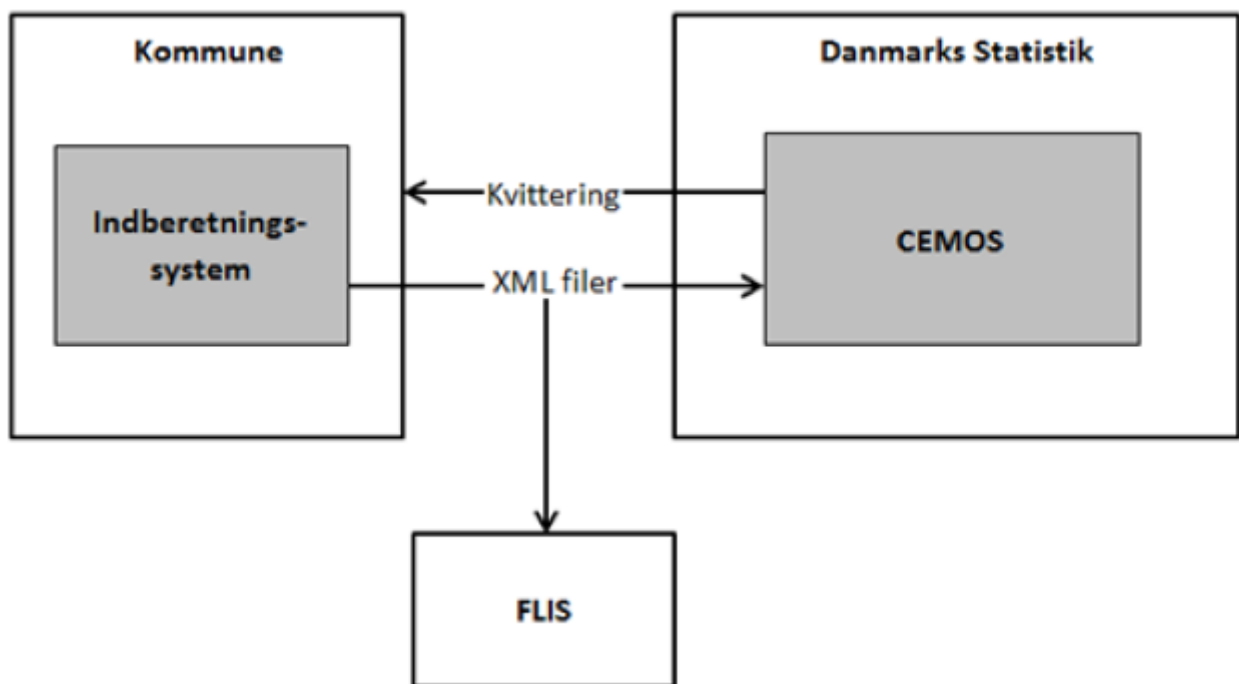 Kommune
Danmarks Statistik
Indberetnings-
system
Kvittering
XML filer
CEMOS
FLIS